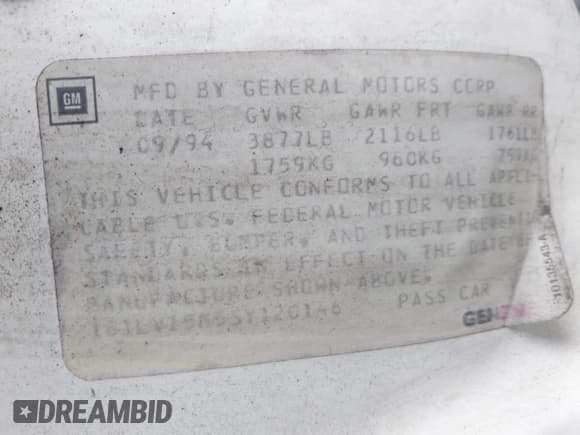 GM
MFD BY GENERAL MOTORS CORP
DATE GVWR GAWR FRT GAWR RR
09/94 3877LB 2116LB 1761LB
1759KG 960KG
THIS VEHICLE CONFORMS TO ALL APPLI-
CABLE U.S. FEDERAL MOTOR VEHICLE
SAFETY, BUMPER, AND THEFT PREVENTION
STANDARDS IN EFFECT ON THE DATE OF
MANUFACTURE SHOWN ABOVE.
PASS CAR
DREAMBID